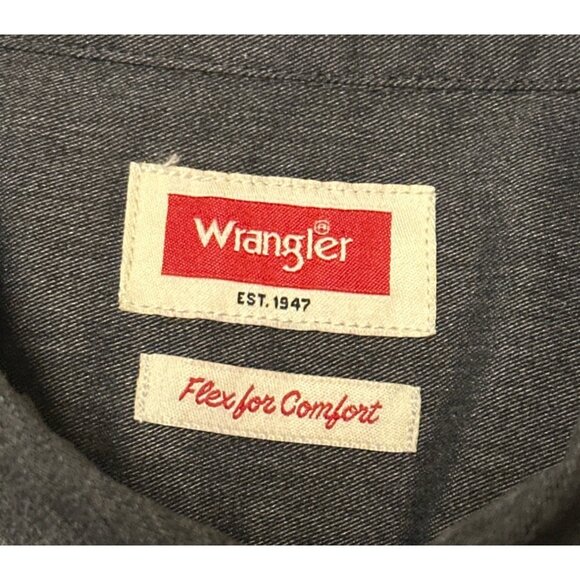 Wrangler®
EST. 1947
Flex for Comfort